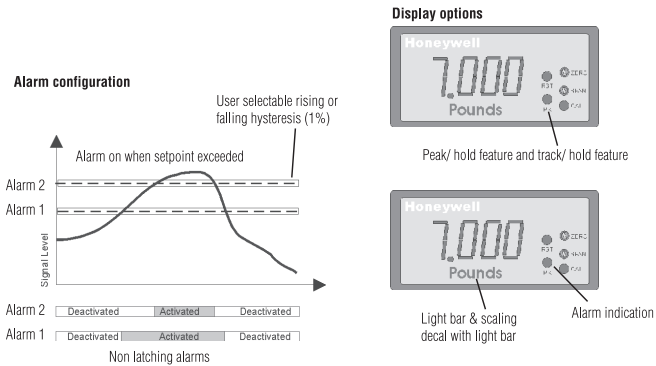 Display options
Honeywell
7.000
RST
ZERO
SPAN
PK
CAL
Pounds
Peak/ hold feature and track/ hold feature
Alarm configuration
User selectable rising or
falling hysteresis (1%)
Alarm on when setpoint exceeded
Alarm 2
Alarm 1
Signal Level
Alarm 2 Deactivated Activated Deactivated
Alarm 1 Deactivated Activated Deactivated
Non latching alarms
Honeywell
7.000
RST
ZERO
SPAN
PK
CAL
Pounds
Light bar & scaling
decal with light bar
Alarm indication